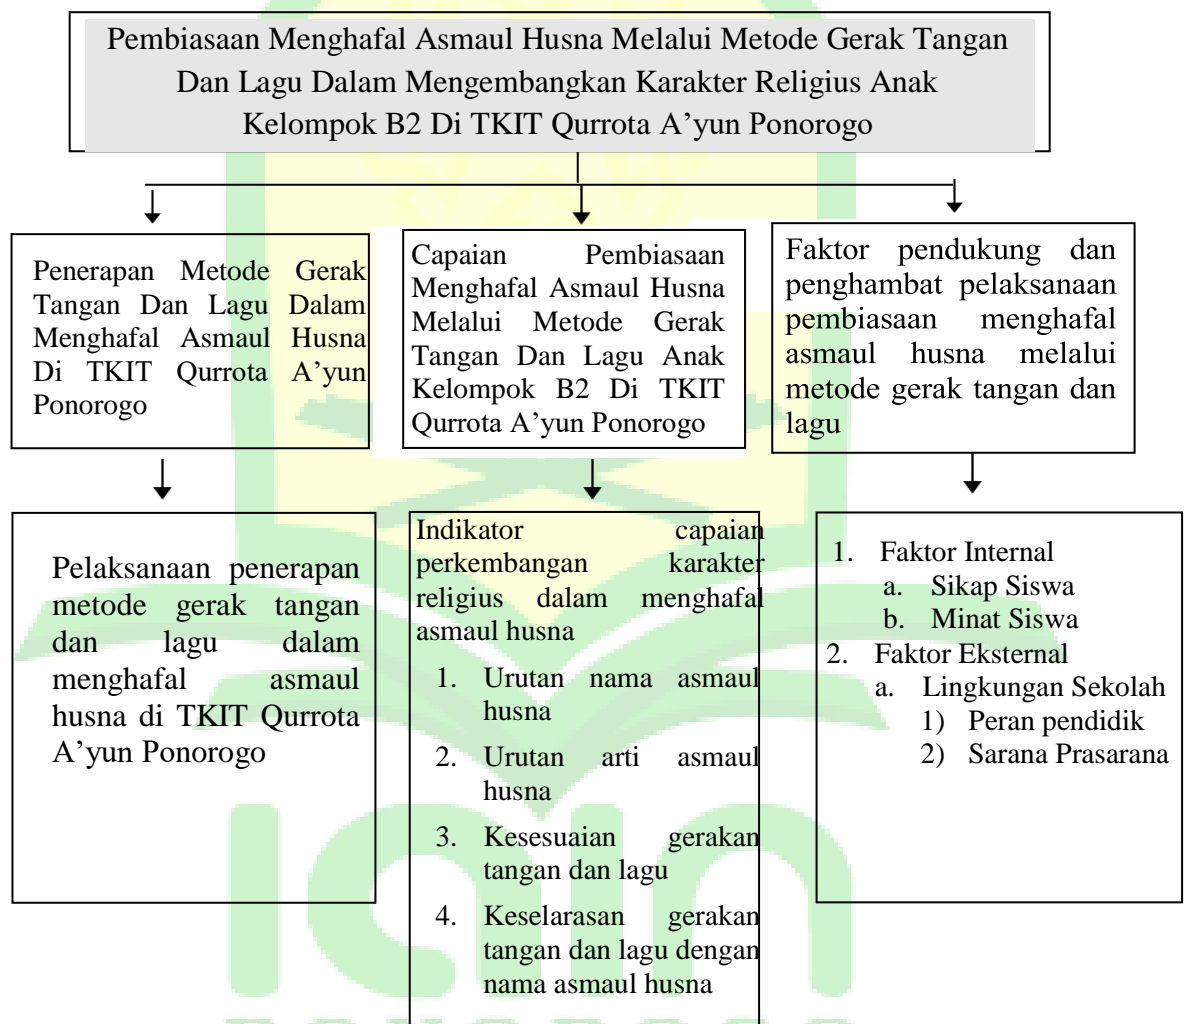 Pembiasaan Menghafal Asmaul Husna Melalui Metode Gerak Tangan
Dan Lagu Dalam Mengembangkan Karakter Religius Anak
Kelompok B2 Di TKIT Qurrota A’yun Ponorogo
Penerapan Metode Gerak
Tangan Dan Lagu Dalam
Menghafal Asmaul Husna
Di TKIT Qurrota A’yun
Ponorogo
Capaian Pembiasaan
Menghafal Asmaul Husna
Melalui Metode Gerak
Tangan Dan Lagu Anak
Kelompok B2 Di TKIT
Qurrota A’yun Ponorogo
Faktor pendukung dan
penghambat pelaksanaan
pembiasaan menghafal
asmaul husna melalui
metode gerak tangan dan
lagu
Pelaksanaan penerapan
metode gerak tangan
dan lagu dalam
menghafal asmaul
husna di TKIT Qurrota
A’yun Ponorogo
Indikator capaian
perkembangan karakter
religius dalam menghafal
asmaul husna
1. Urutan nama asmaul
husna
2. Urutan arti asmaul
husna
3. Kesesuaian gerakan
tangan dan lagu
4. Keselarasan gerakan
tangan dan lagu dengan
nama asmaul husna
1. Faktor Internal
a. Sikap Siswa
b. Minat Siswa
2. Faktor Eksternal
a. Lingkungan Sekolah
1) Peran pendidik
2) Sarana Prasarana
iain